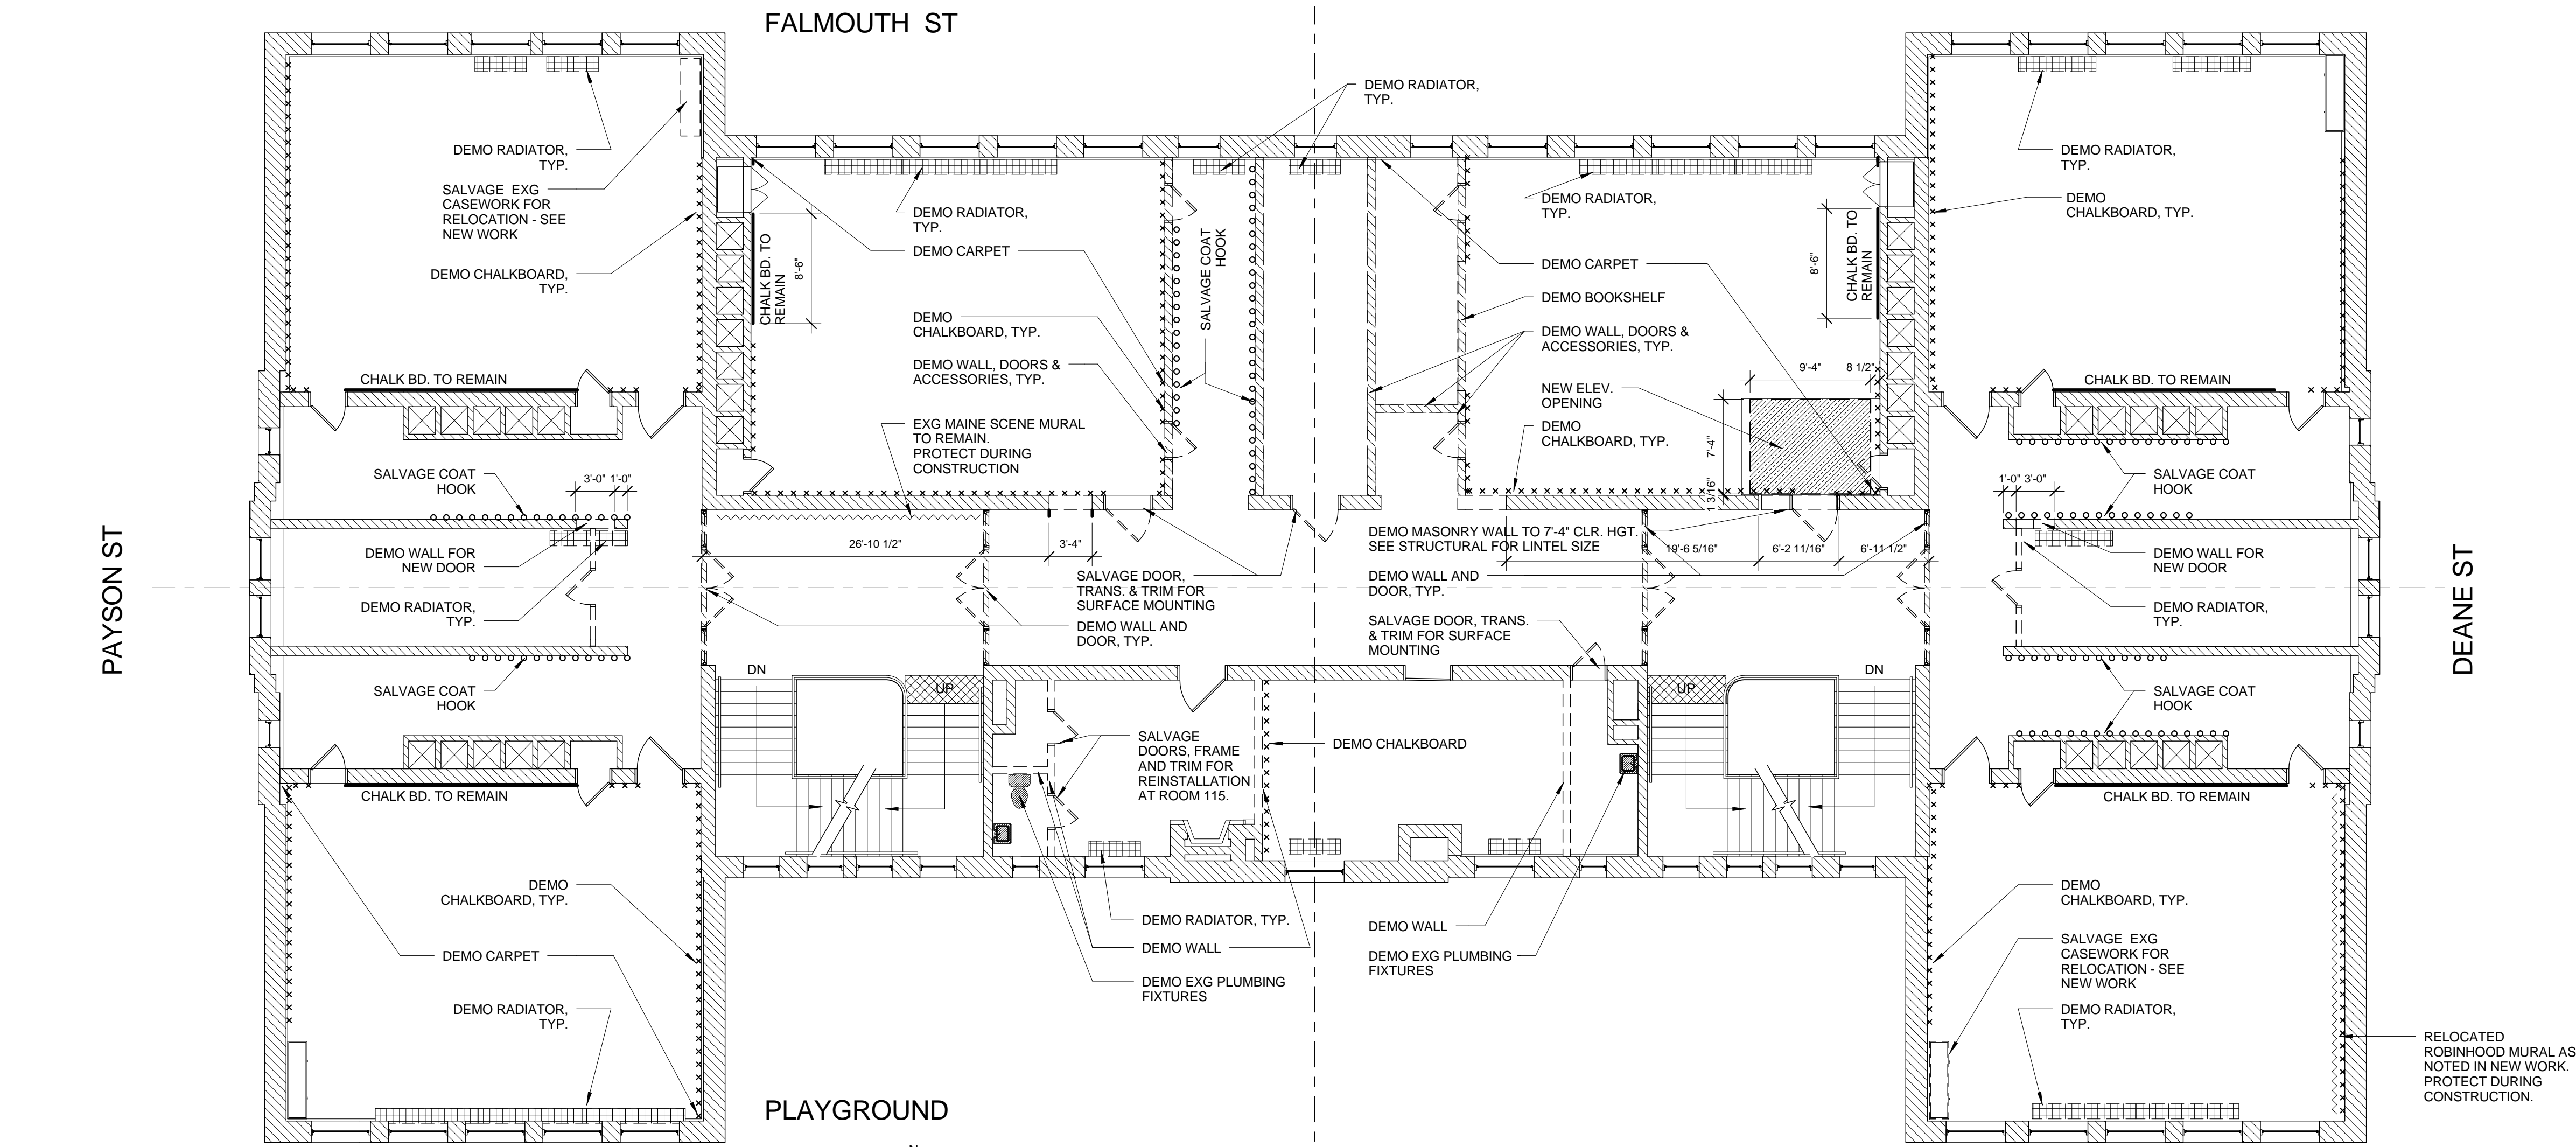 FALMOUTH ST
DEMO RADIATOR,
TYP.
SALVAGE EXG
CASEWORK FOR
RELOCATION - SEE
NEW WORK
DEMO CHALKBOARD,
TYP.
CHALK BD. TO REMAIN
CHALK BD. TO
REMAIN
8'-6"
DEMO RADIATOR,
TYP.
DEMO CARPET
DEMO
CHALKBOARD, TYP.
DEMO WALL, DOORS &
ACCESSORIES, TYP.
EXG MAINE SCENE MURAL
TO REMAIN.
PROTECT DURING
CONSTRUCTION
SALVAGE COAT
HOOK
DEMO RADIATOR,
TYP.
DEMO RADIATOR,
TYP.
DEMO CARPET
DEMO BOOKSHELF
DEMO WALL, DOORS &
ACCESSORIES, TYP.
NEW ELEV.
OPENING
DEMO
CHALKBOARD, TYP.
9'-4"
8 1/2"
7'-4"
1 3/16"
8'-6"
CHALK BD. TO
REMAIN
DEMO RADIATOR,
TYP.
DEMO
CHALKBOARD, TYP.
CHALK BD. TO REMAIN
PAYSON ST
SALVAGE COAT
HOOK
3'-0"
1'-0"
DEMO WALL FOR
NEW DOOR
DEMO RADIATOR,
TYP.
SALVAGE COAT
HOOK
26'-10 1/2"
3'-4"
SALVAGE DOOR,
TRANS. & TRIM FOR
SURFACE MOUNTING
DEMO WALL AND
DOOR, TYP.
DEMO MASONRY WALL TO 7'-4" CLR. HGT.
SEE STRUCTURAL FOR LINTEL SIZE
19'-6 5/16"
6'-2 11/16"
6'-11 1/2"
DEMO WALL AND
DOOR, TYP.
SALVAGE DOOR, TRANS.
& TRIM FOR SURFACE
MOUNTING
SALVAGE COAT
HOOK
1'-0"
3'-0"
DEMO WALL FOR
NEW DOOR
DEMO RADIATOR,
TYP.
SALVAGE COAT
HOOK
DEANE ST
DN
UP
SALVAGE
DOORS, FRAME
AND TRIM FOR
REINSTALLATION
AT ROOM 115.
DEMO CHALKBOARD
UP
DN
CHALK BD. TO REMAIN
DEMO
CHALKBOARD, TYP.
DEMO CARPET
DEMO RADIATOR,
TYP.
DEMO RADIATOR, TYP.
DEMO WALL
DEMO EXG PLUMBING
FIXTURES
DEMO WALL
DEMO EXG PLUMBING
FIXTURES
CHALK BD. TO REMAIN
DEMO
CHALKBOARD, TYP.
SALVAGE EXG
CASEWORK FOR
RELOCATION - SEE
NEW WORK
DEMO RADIATOR,
TYP.
RELOCATED
ROBINHOOD MURAL AS
NOTED IN NEW WORK.
PROTECT DURING
CONSTRUCTION.
PLAYGROUND